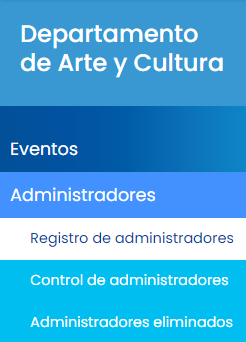 Departamento
de Arte y Cultura
Eventos
Administradores
Registro de administradores
Control de administradores
Administradores eliminados